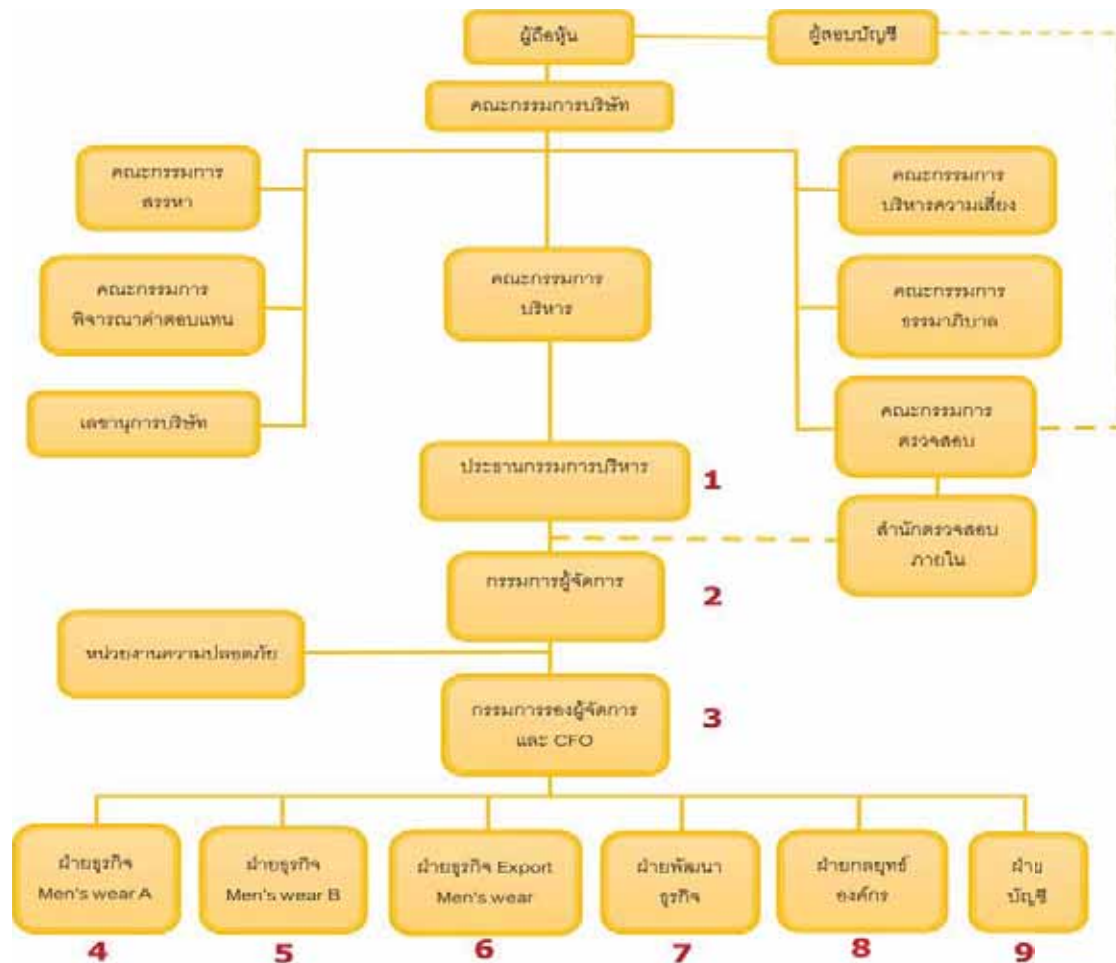 ผู้ถือหุ้น
ผู้สอบบัญชี
คณะกรรมการบริษัท
คณะกรรมการ
สรรหา
คณะกรรมการ
บริหารความเสี่ยง
คณะกรรมการ
พิจารณาค่าตอบแทน
คณะกรรมการ
บริหาร
คณะกรรมการ
ธรรมาภิบาล
เลขานุการบริษัท
คณะกรรมการ
ตรวจสอบ
ประธานกรรมการบริหาร
1
สำนักตรวจสอบ
ภายใน
กรรมการผู้จัดการ
2
หน่วยงานความปลอดภัย
กรรมการรองผู้จัดการ
และ CFO
3
ฝ่ายธุรกิจ
Men's wear A
ฝ่ายธุรกิจ
Men's wear B
ฝ่ายธุรกิจ Export
Men's wear
ฝ่ายพัฒนา
ธุรกิจ
ฝ่ายกลยุทธ์
องค์กร
ฝ่าย
บัญชี
4
5
6
7
8
9